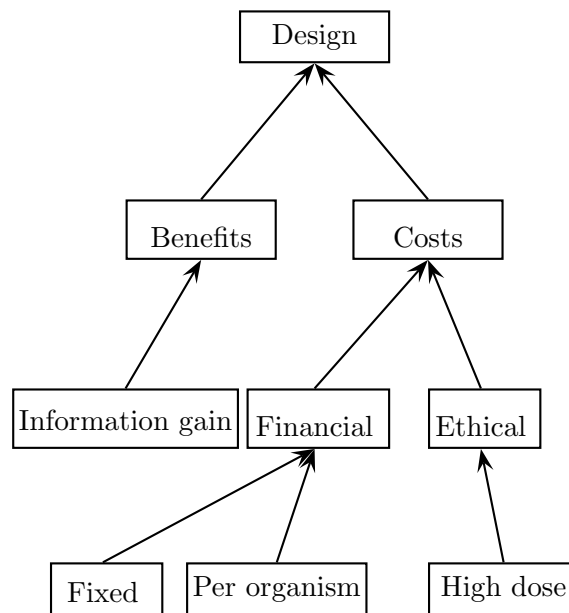 Design
Benefits
Costs
Information gain
Financial
Ethical
Fixed
Per organism
High dose